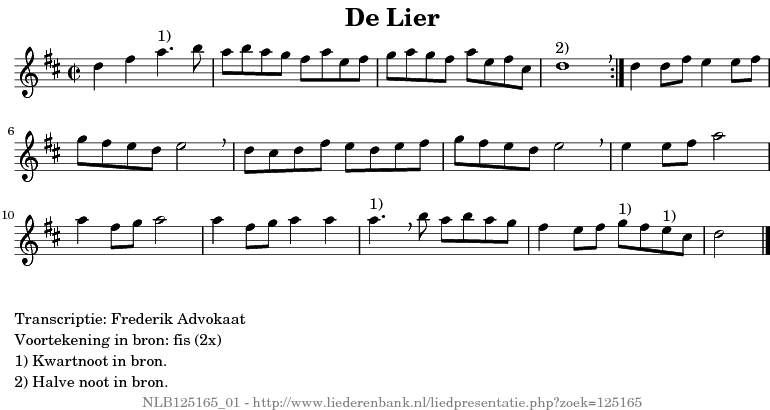 De Lier
1)
2)
6
10
1)
1)
1)
Transcriptie: Frederik Advokaat
Voortekening in bron: fis (2x)
1) Kwartnoot in bron.
2) Halve noot in bron.
NLB125165_01 - http://www.liederenbank.nl/liedpresentatie.php?zoek=125165